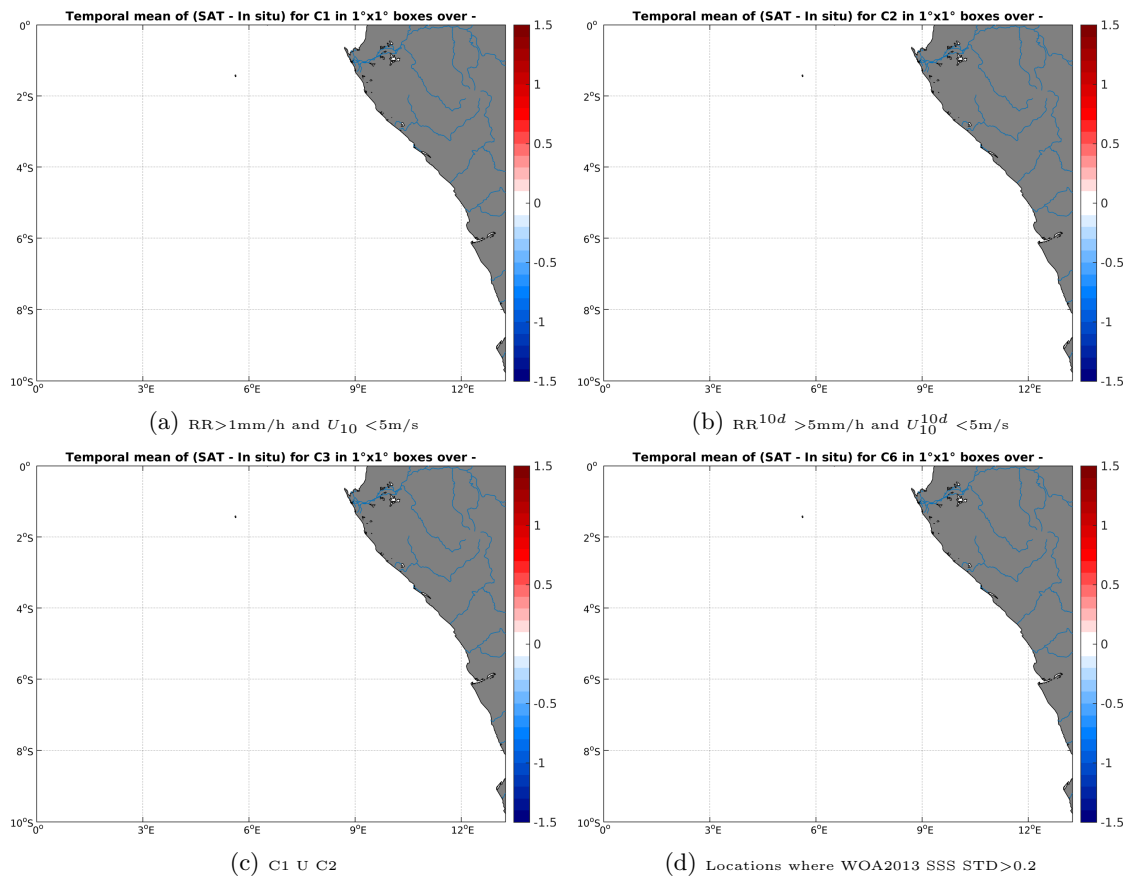 Temporal mean of (SAT - In situ) for C1 in 1°x1° boxes over -
0°
2°S
4°S
6°S
8°S
10°S
0°
3°E
6°E
9°E
12°E
1.5
1
0.5
0
-0.5
-1
-1.5
(a) RR>1mm/h and U10 <5m/s
Temporal mean of (SAT - In situ) for C2 in 1°x1° boxes over -
0°
2°S
4°S
6°S
8°S
10°S
0°
3°E
6°E
9°E
12°E
1.5
1
0.5
0
-0.5
-1
-1.5
(b) RR10d >5mm/h and U10d10 <5m/s
Temporal mean of (SAT - In situ) for C3 in 1°x1° boxes over -
0°
2°S
4°S
6°S
8°S
10°S
0°
3°E
6°E
9°E
12°E
1.5
1
0.5
0
-0.5
-1
-1.5
(c) C1 U C2
Temporal mean of (SAT - In situ) for C6 in 1°x1° boxes over -
0°
2°S
4°S
6°S
8°S
10°S
0°
3°E
6°E
9°E
12°E
1.5
1
0.5
0
-0.5
-1
-1.5
(d) Locations where WOA2013 SSS STD>0.2